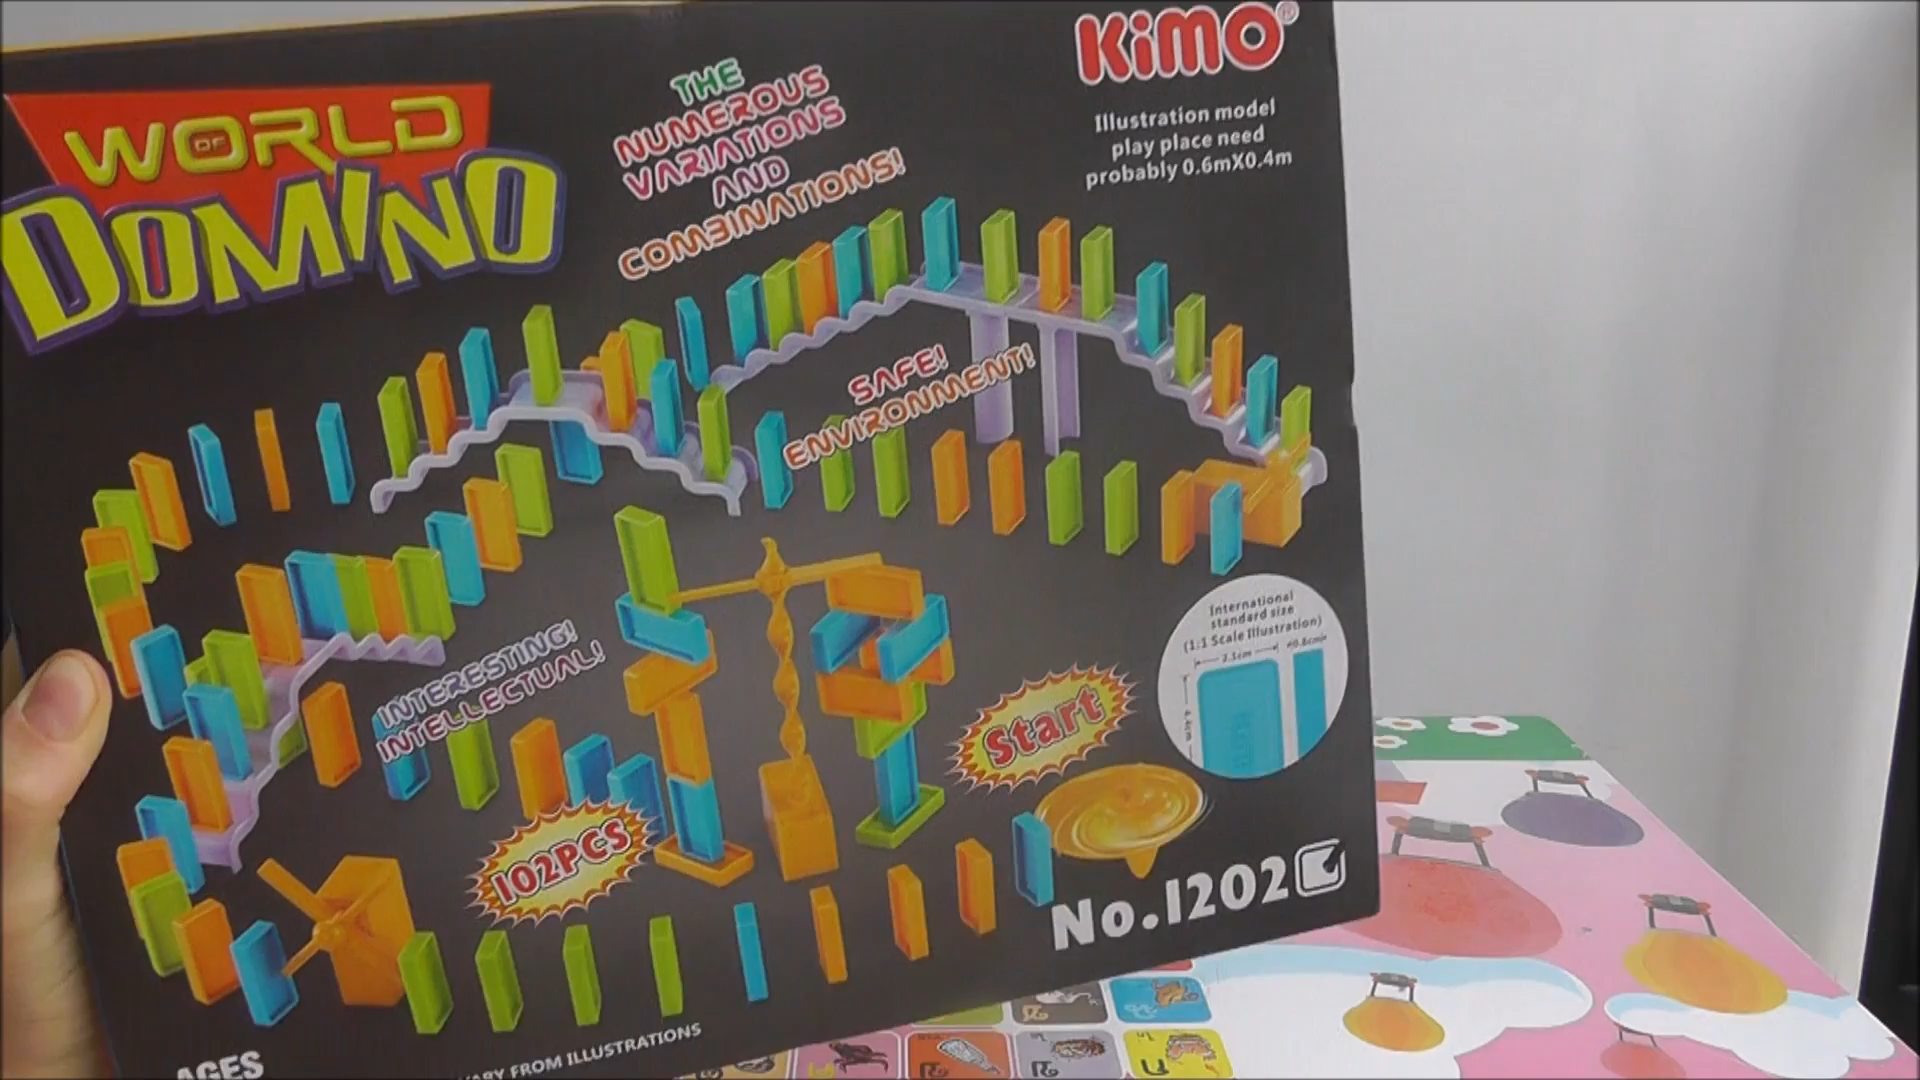 WORLD
OF
DOMINO
THE
NUMEROUS
VARIATIONS
AND
COMBINATIONS!
KiMO®
Illustration model
play place need
probably 0.6mX0.4m
SAFE!
ENVIRONMENT!
INTERESTING!
INTELLECTUAL!
International
standard size
(1:1 Scale Illustration)
Start
102PCS
No.1202
AGES
VARY FROM ILLUSTRATIONS